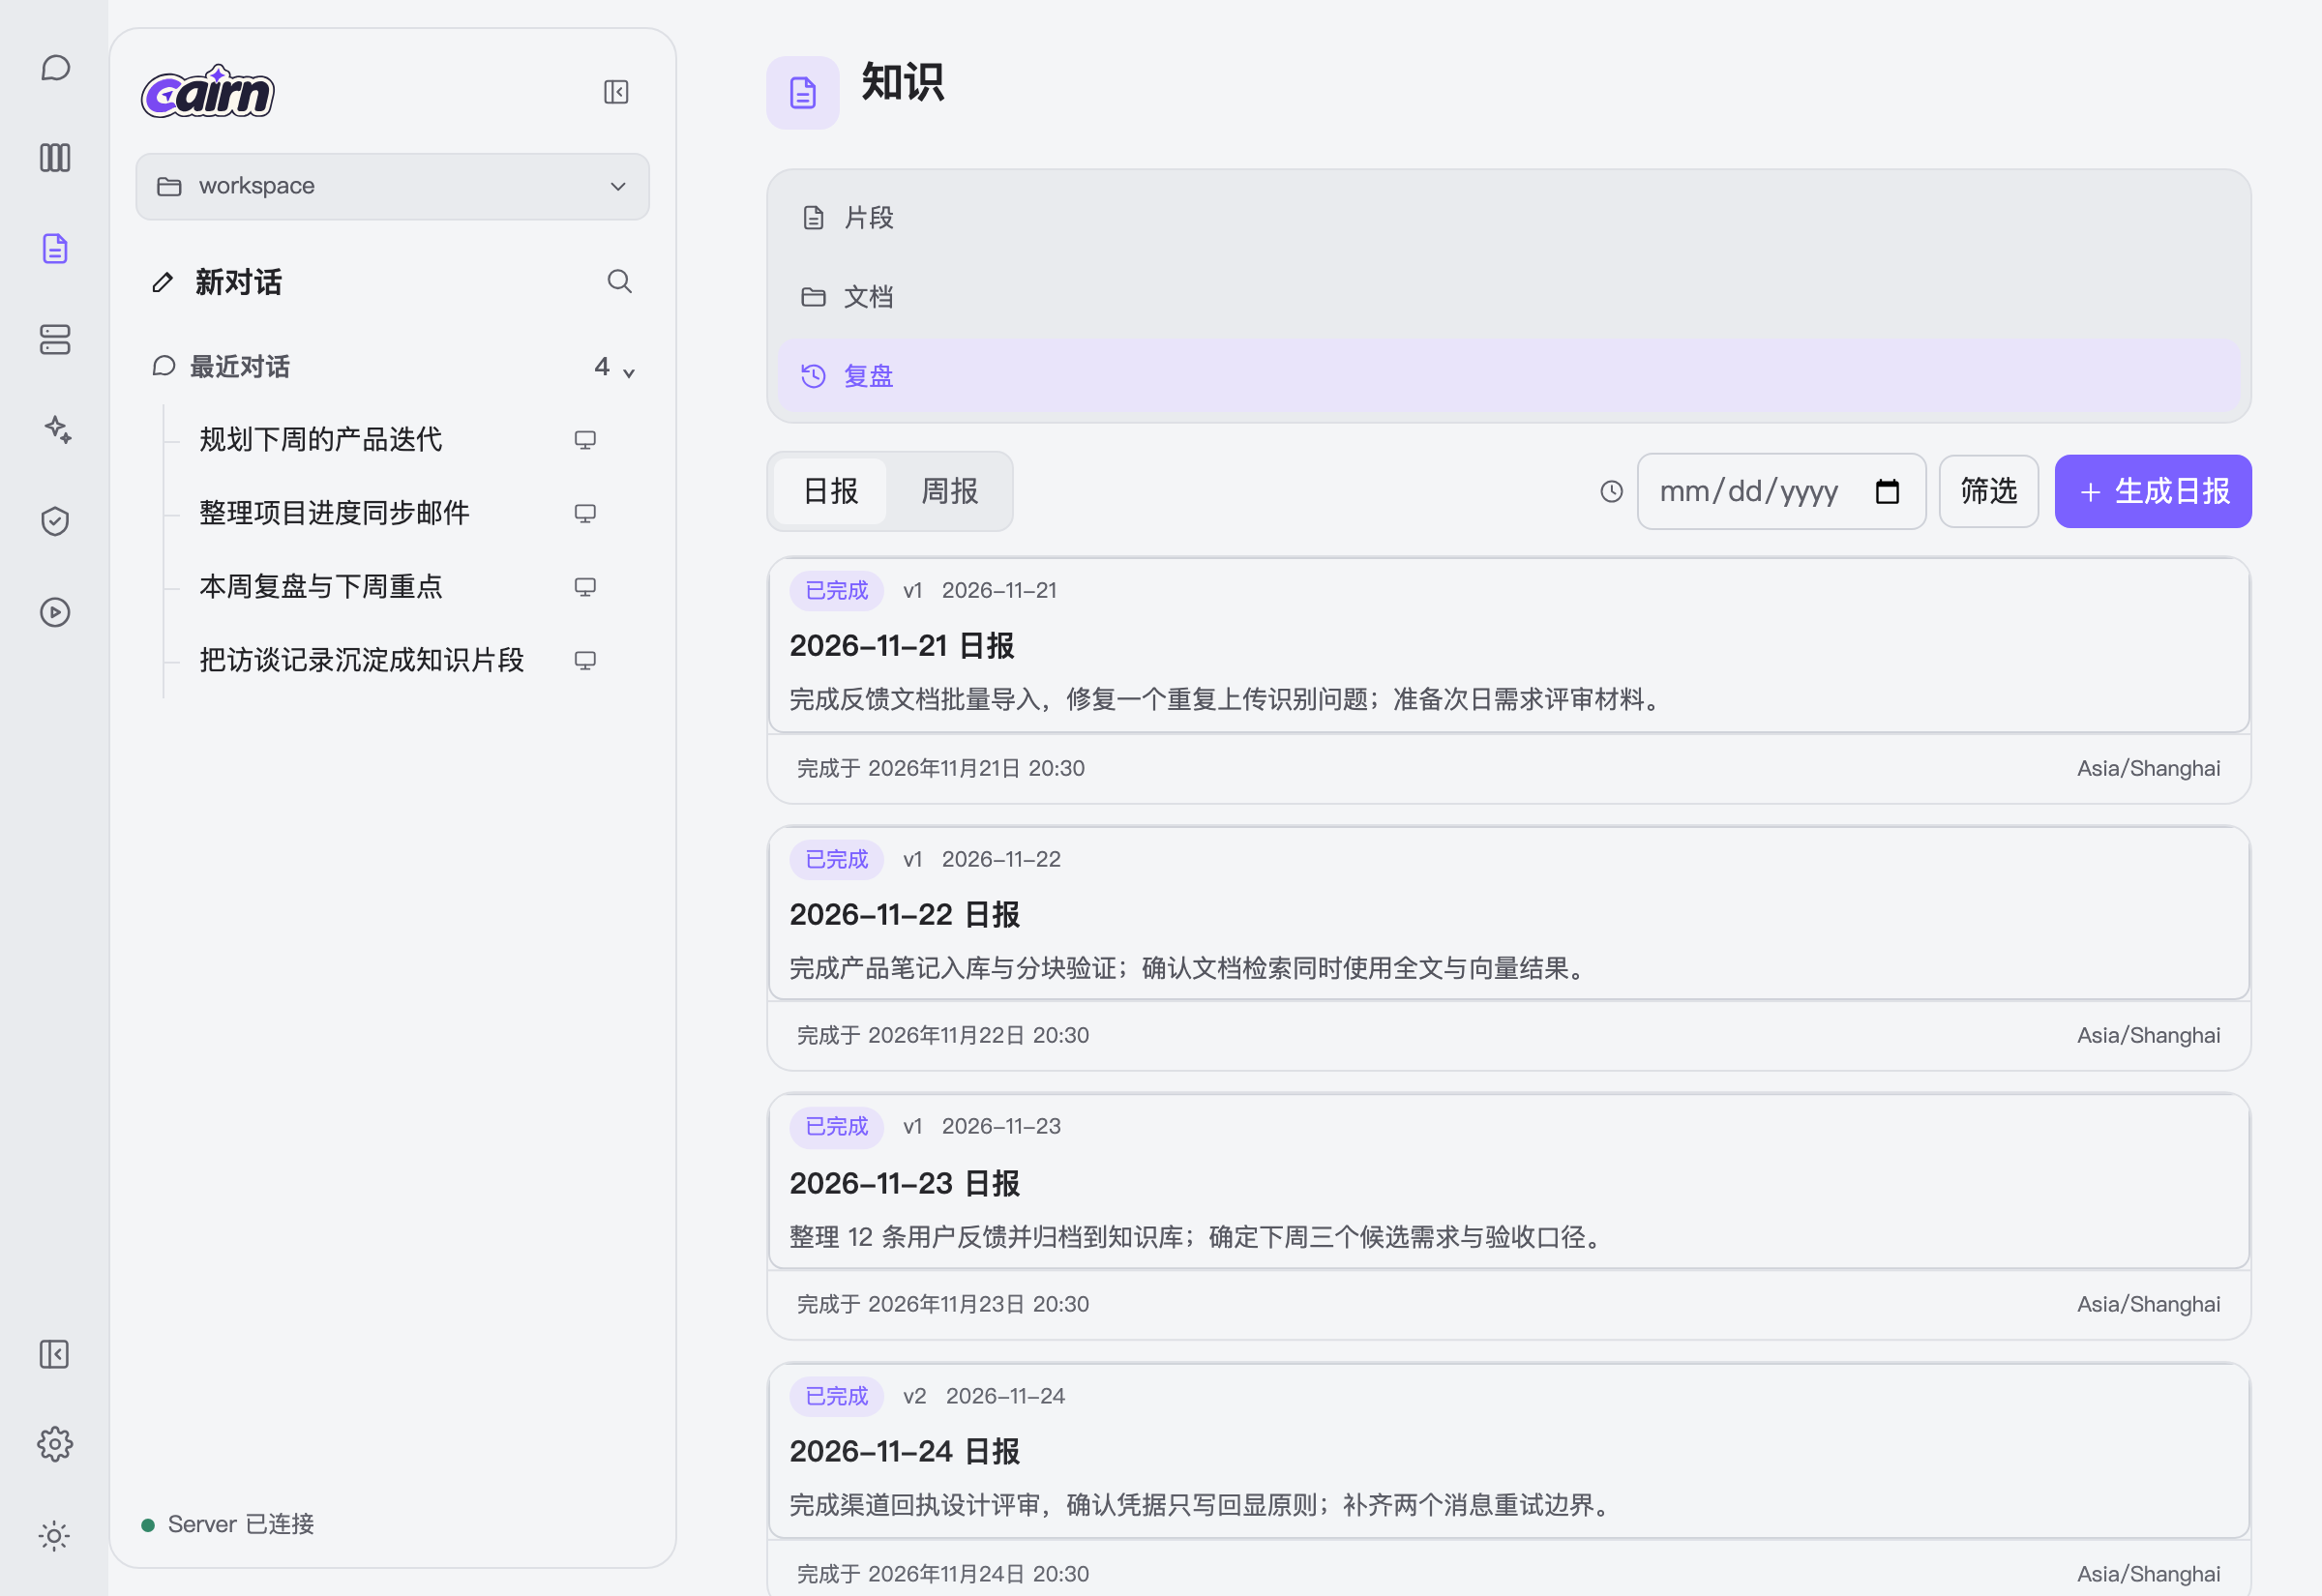 cairn
workspace
新对话
最近对话 4
规划下周的产品迭代
整理项目进度同步邮件
本周复盘与下周重点
把访谈记录沉淀成知识片段
Server 已连接
知识
片段
文档
复盘
日报 周报 mm/dd/yyyy 筛选 + 生成日报
已完成 v1 2026-11-21
2026-11-21 日报
完成反馈文档批量导入，修复一个重复上传识别问题；准备次日需求评审材料。
完成于 2026年11月21日 20:30 Asia/Shanghai
已完成 v1 2026-11-22
2026-11-22 日报
完成产品笔记入库与分块验证；确认文档检索同时使用全文与向量结果。
完成于 2026年11月22日 20:30 Asia/Shanghai
已完成 v1 2026-11-23
2026-11-23 日报
整理 12 条用户反馈并归档到知识库；确定下周三个候选需求与验收口径。
完成于 2026年11月23日 20:30 Asia/Shanghai
已完成 v2 2026-11-24
2026-11-24 日报
完成渠道回执设计评审，确认凭据只写回显原则；补齐两个消息重试边界。
完成于 2026年11月24日 20:30 Asia/Shanghai